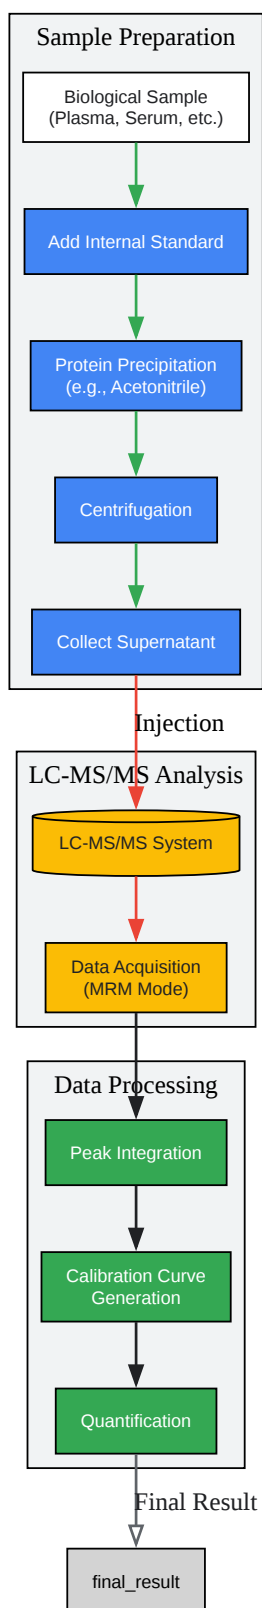 Sample Preparation
Biological Sample
(Plasma, Serum, etc.)
Add Internal Standard
Protein Precipitation
(e.g., Acetonitrile)
Centrifugation
Collect Supernatant
Injection
LC-MS/MS Analysis
LC-MS/MS System
Data Acquisition
(MRM Mode)
Data Processing
Peak Integration
Calibration Curve
Generation
Quantification
Final Result
final_result